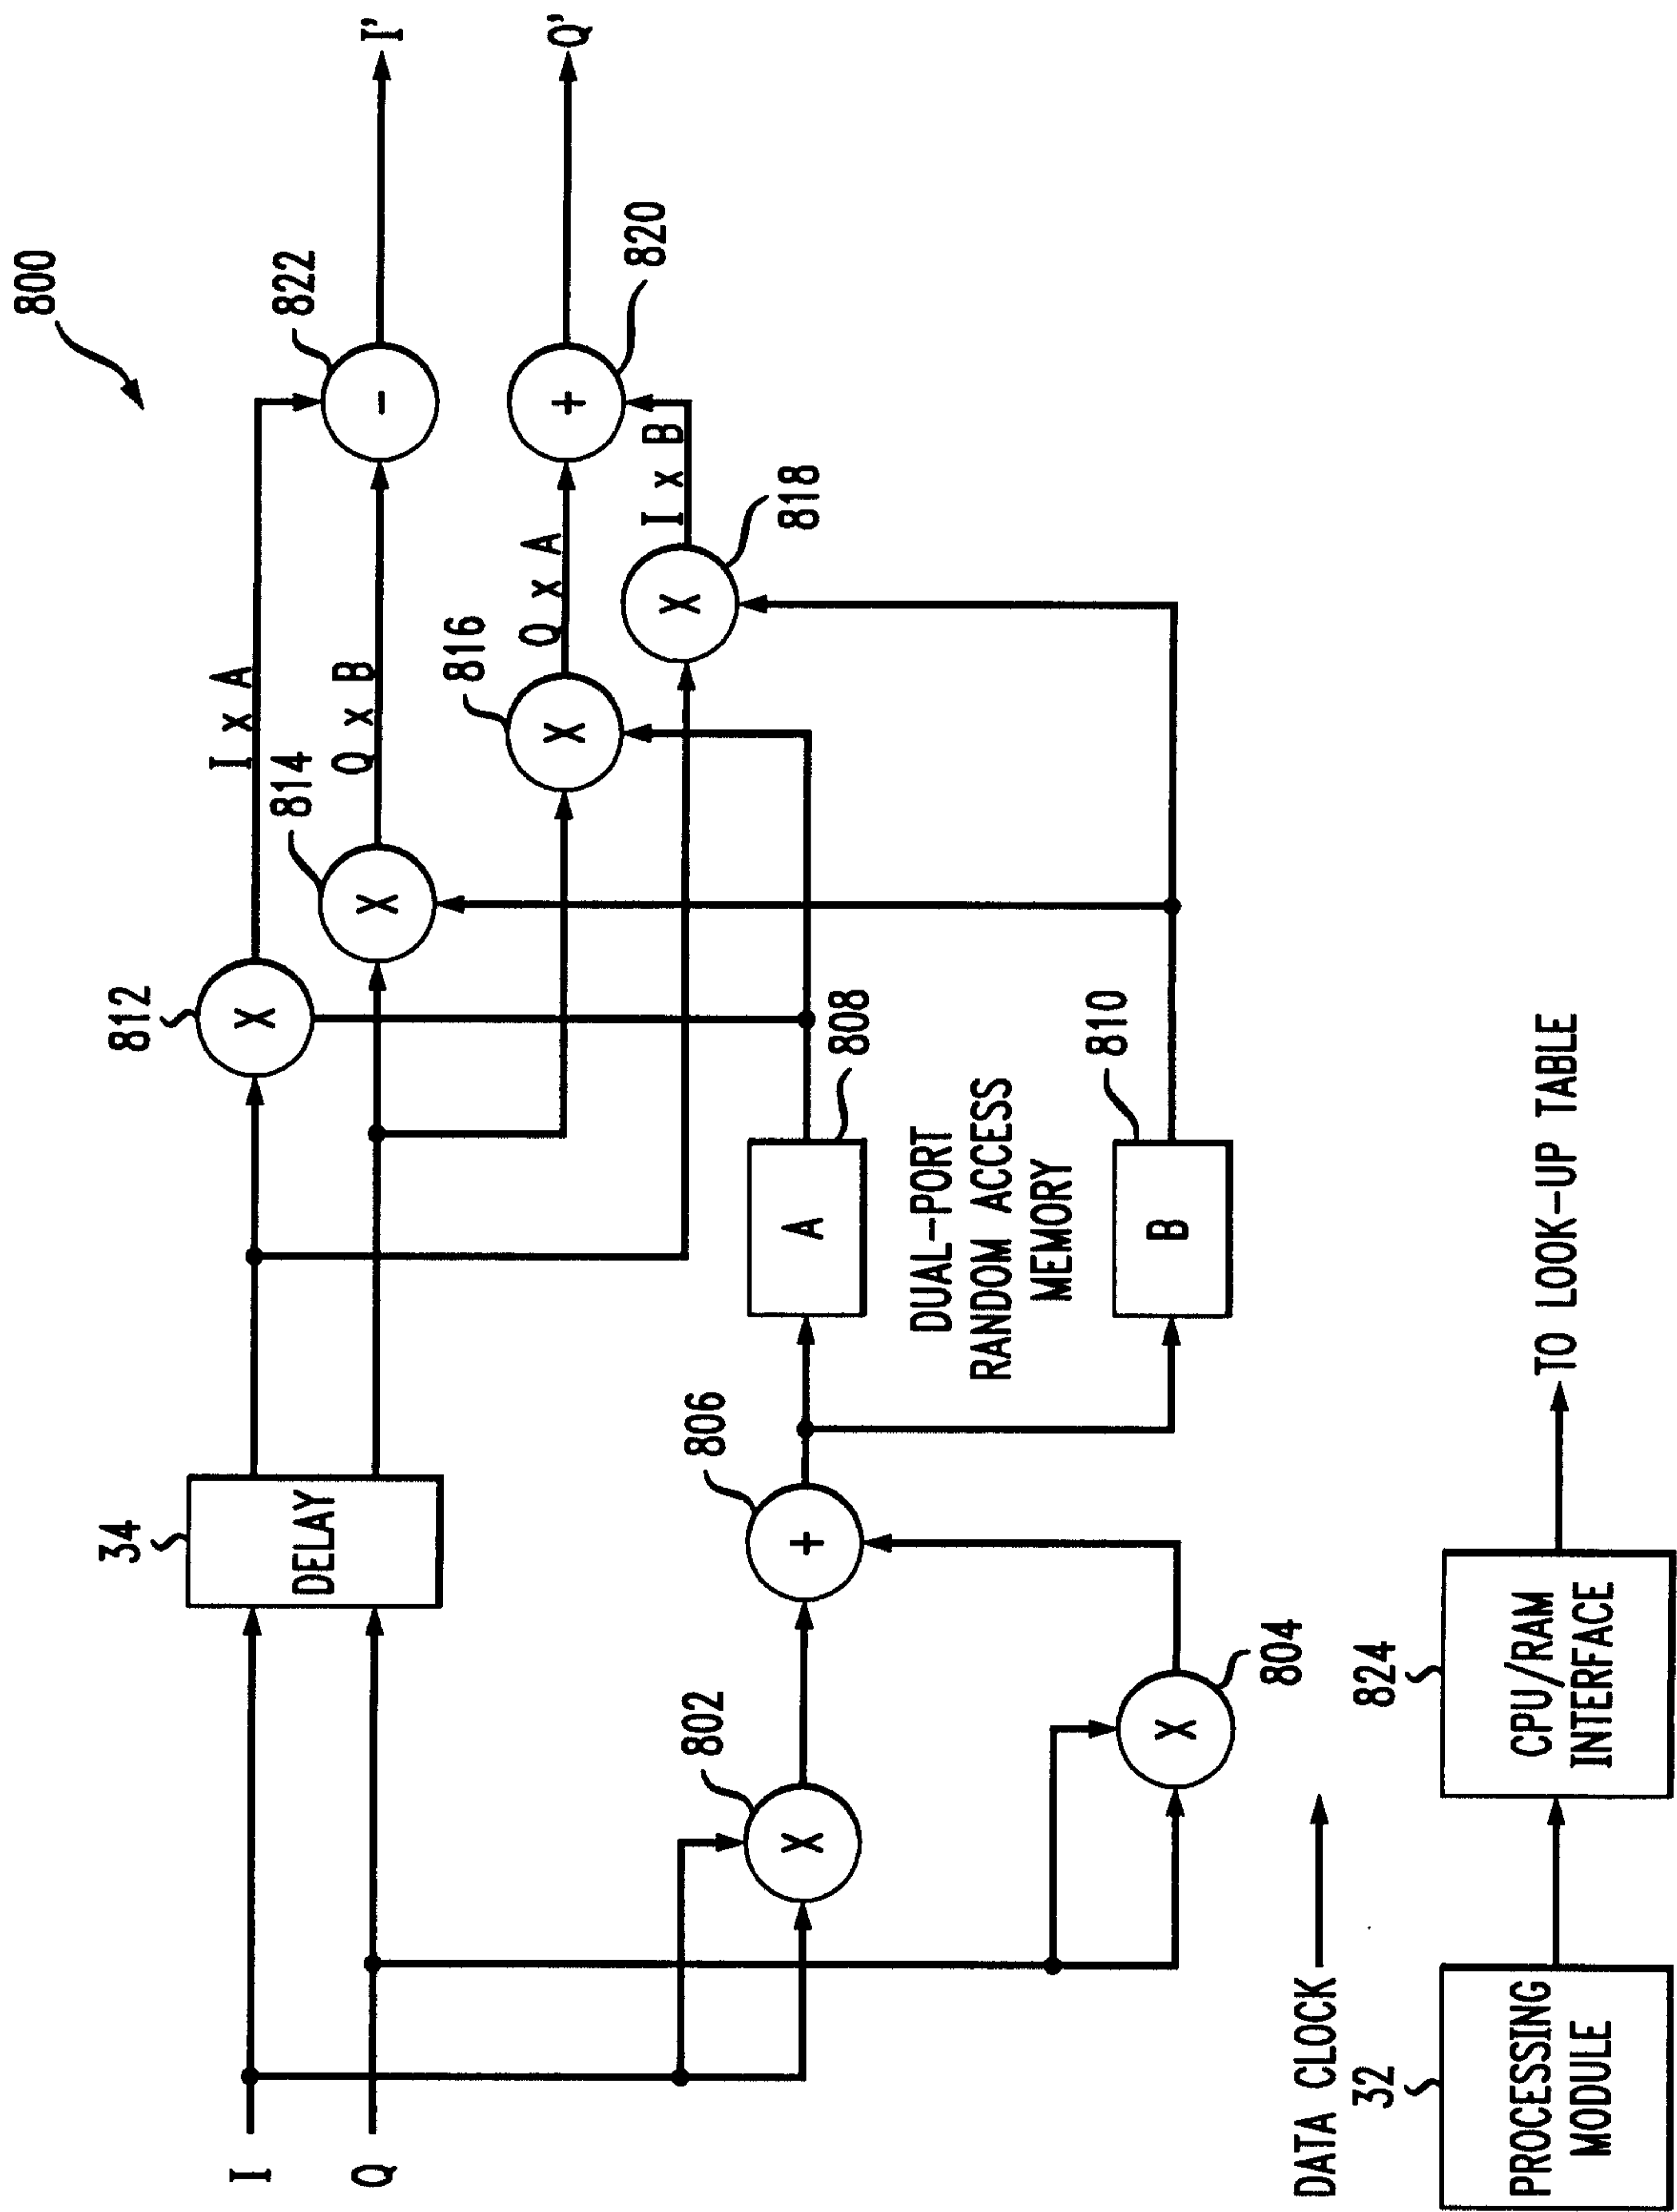 800
I
Q
34
DELAY
812
X
I x A
814
X
Q x B
822
-
I'
816
X
Q x A
+
820
Q'
818
X
I x B
802
X
804
X
806
+
A
808
DUAL-PORT
RANDOM ACCESS
MEMORY
B
810
DATA CLOCK
32
PROCESSING
MODULE
824
CPU/RAM
INTERFACE
TO LOOK-UP TABLE